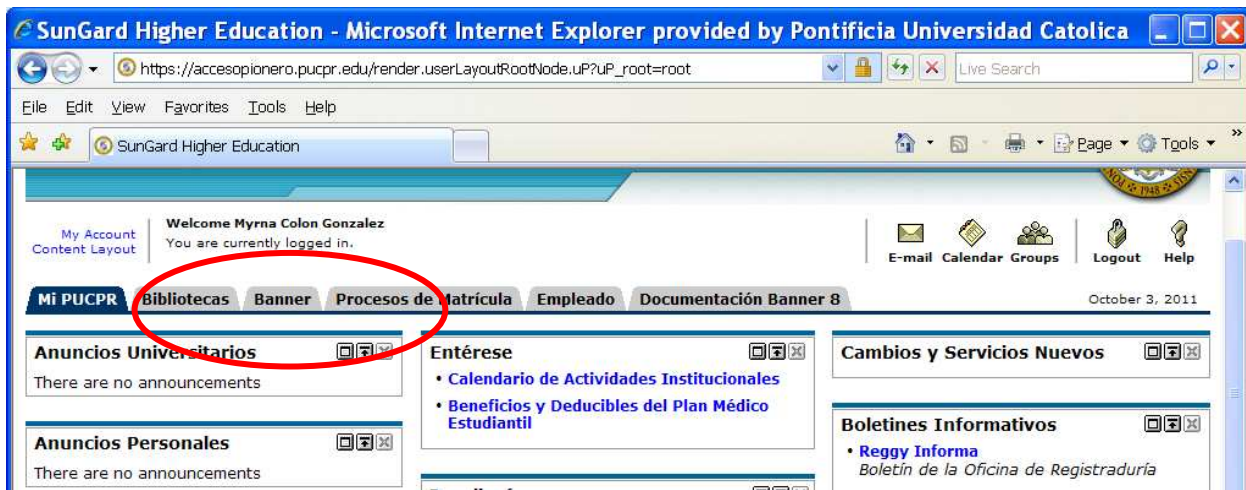 SunGard Higher Education - Microsoft Internet Explorer provided by Pontificia Universidad Catolica
https://accesopionero.pucpr.edu/render.userLayoutRootNode.uP?uP_root=root
Live Search
File Edit View Favorites Tools Help
SunGard Higher Education
Page Tools »
1948
My Account
Content Layout
Welcome Myrna Colon Gonzalez
You are currently logged in.
E-mail Calendar Groups Logout Help
Mi PUCPR Bibliotecas Banner Procesos de Matrícula Empleado Documentación Banner 8 October 3, 2011
Anuncios Universitarios
There are no announcements
Anuncios Personales
There are no announcements
Entérese
• Calendario de Actividades Institucionales
• Beneficios y Deducibles del Plan Médico
Estudiantil
Cambios y Servicios Nuevos
Boletines Informativos
• Reggy Informa
Boletín de la Oficina de Registraduría